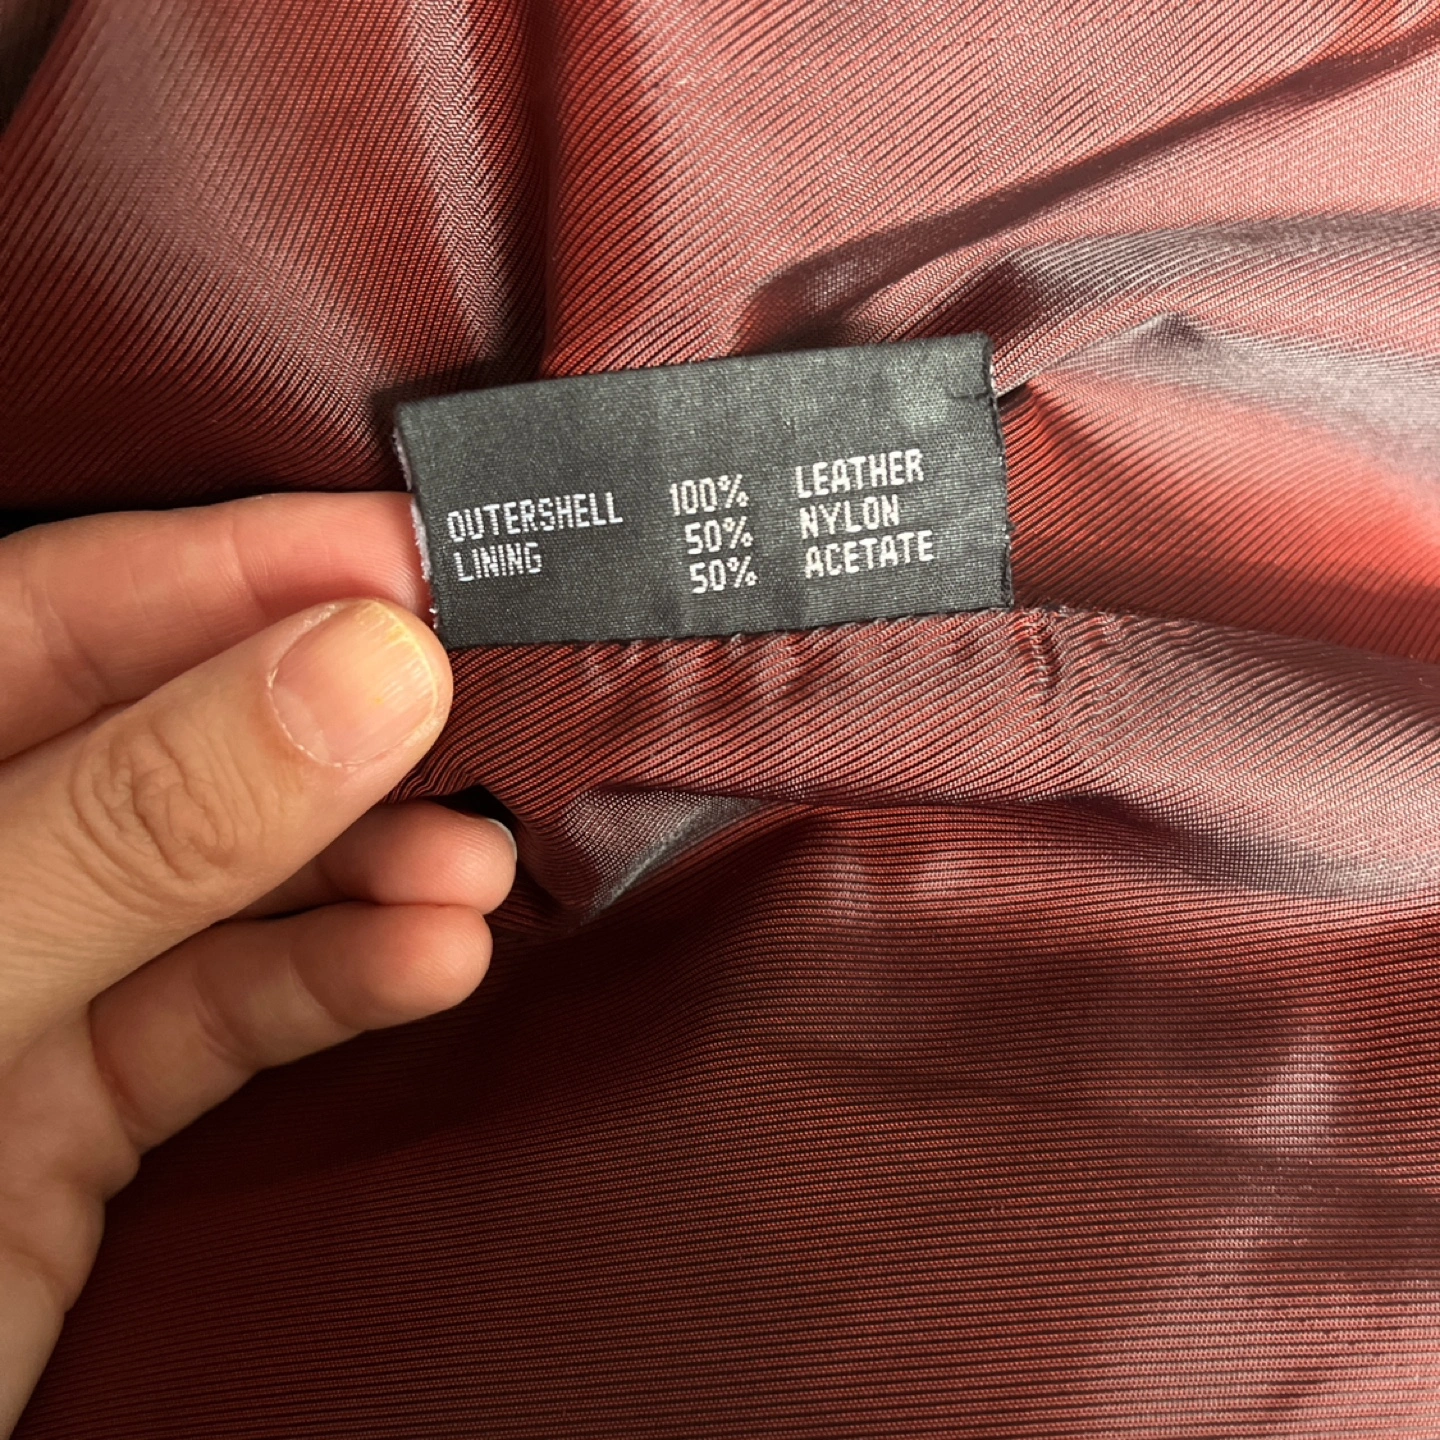 OUTERSHELL 100% LEATHER
LINING 50% NYLON
50% ACETATE